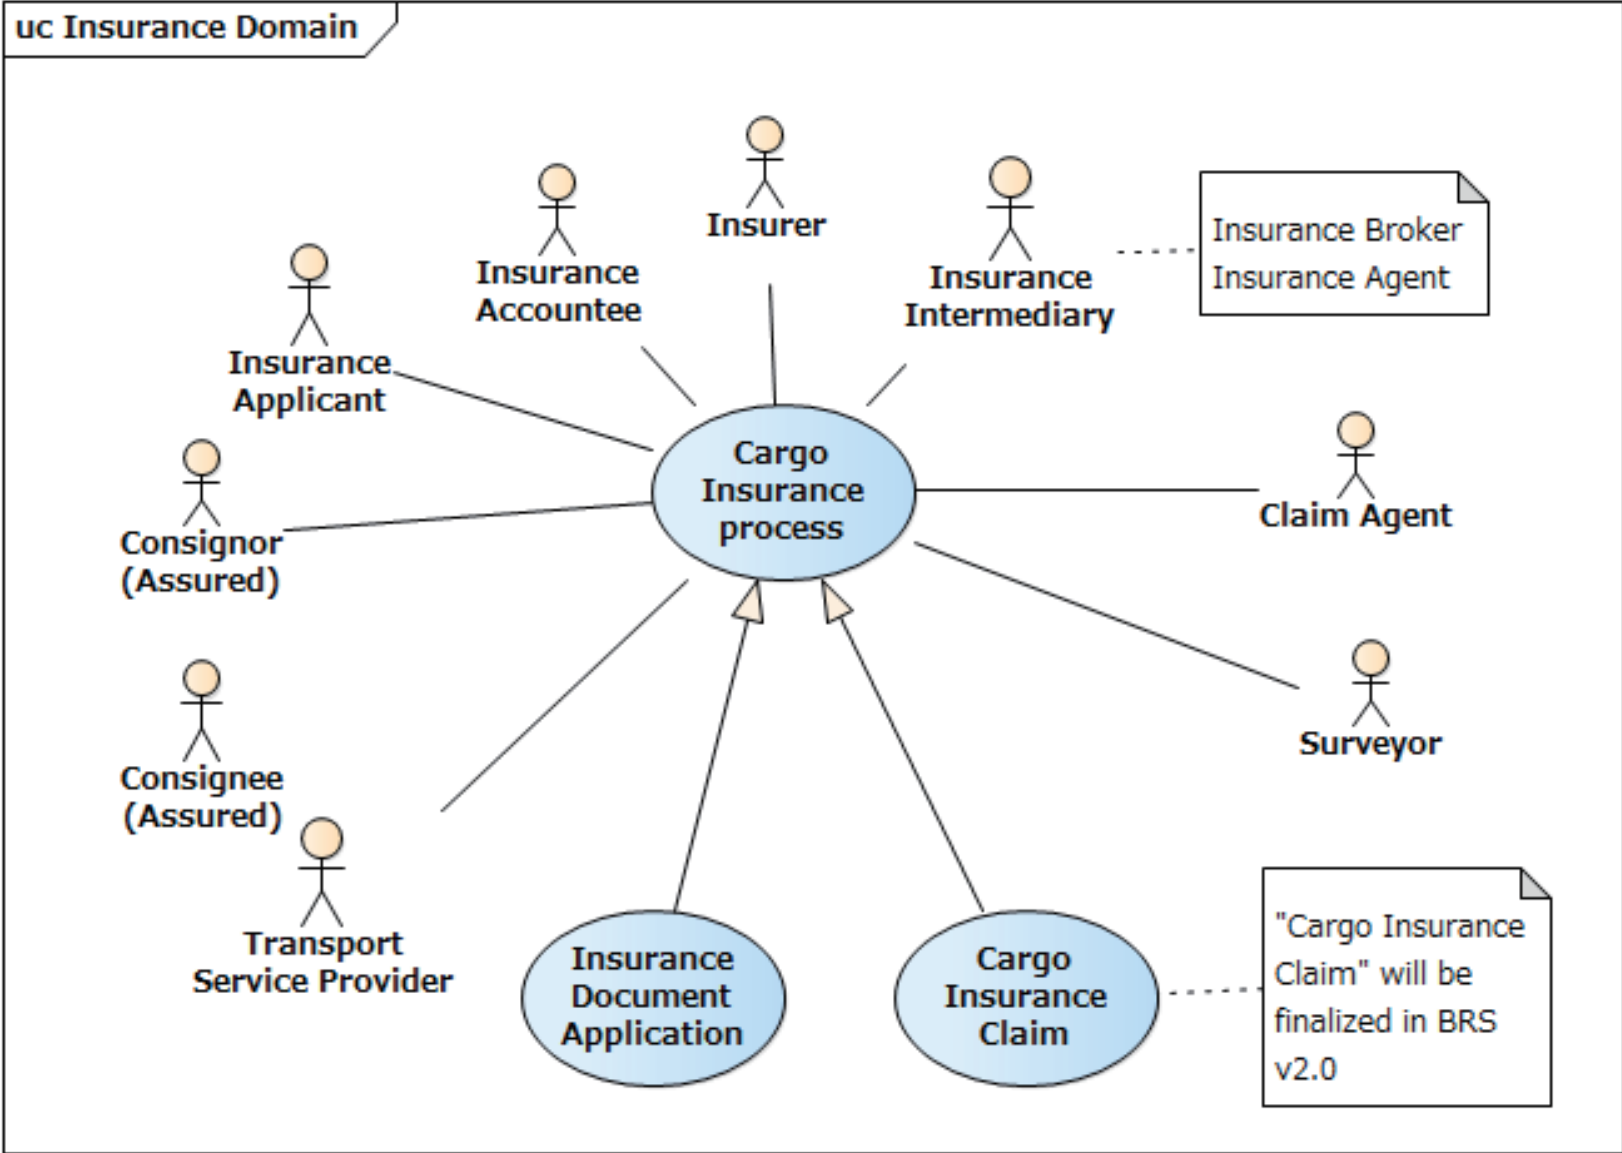 uc Insurance Domain
Insurer
Insurance
Accountee
Insurance
Intermediary
Insurance Broker
Insurance Agent
Insurance
Applicant
Cargo
Insurance
process
Claim Agent
Consignor
(Assured)
Surveyor
Consignee
(Assured)
Transport
Service Provider
Insurance
Document
Application
Cargo
Insurance
Claim
"Cargo Insurance
Claim" will be
finalized in BRS
v2.0